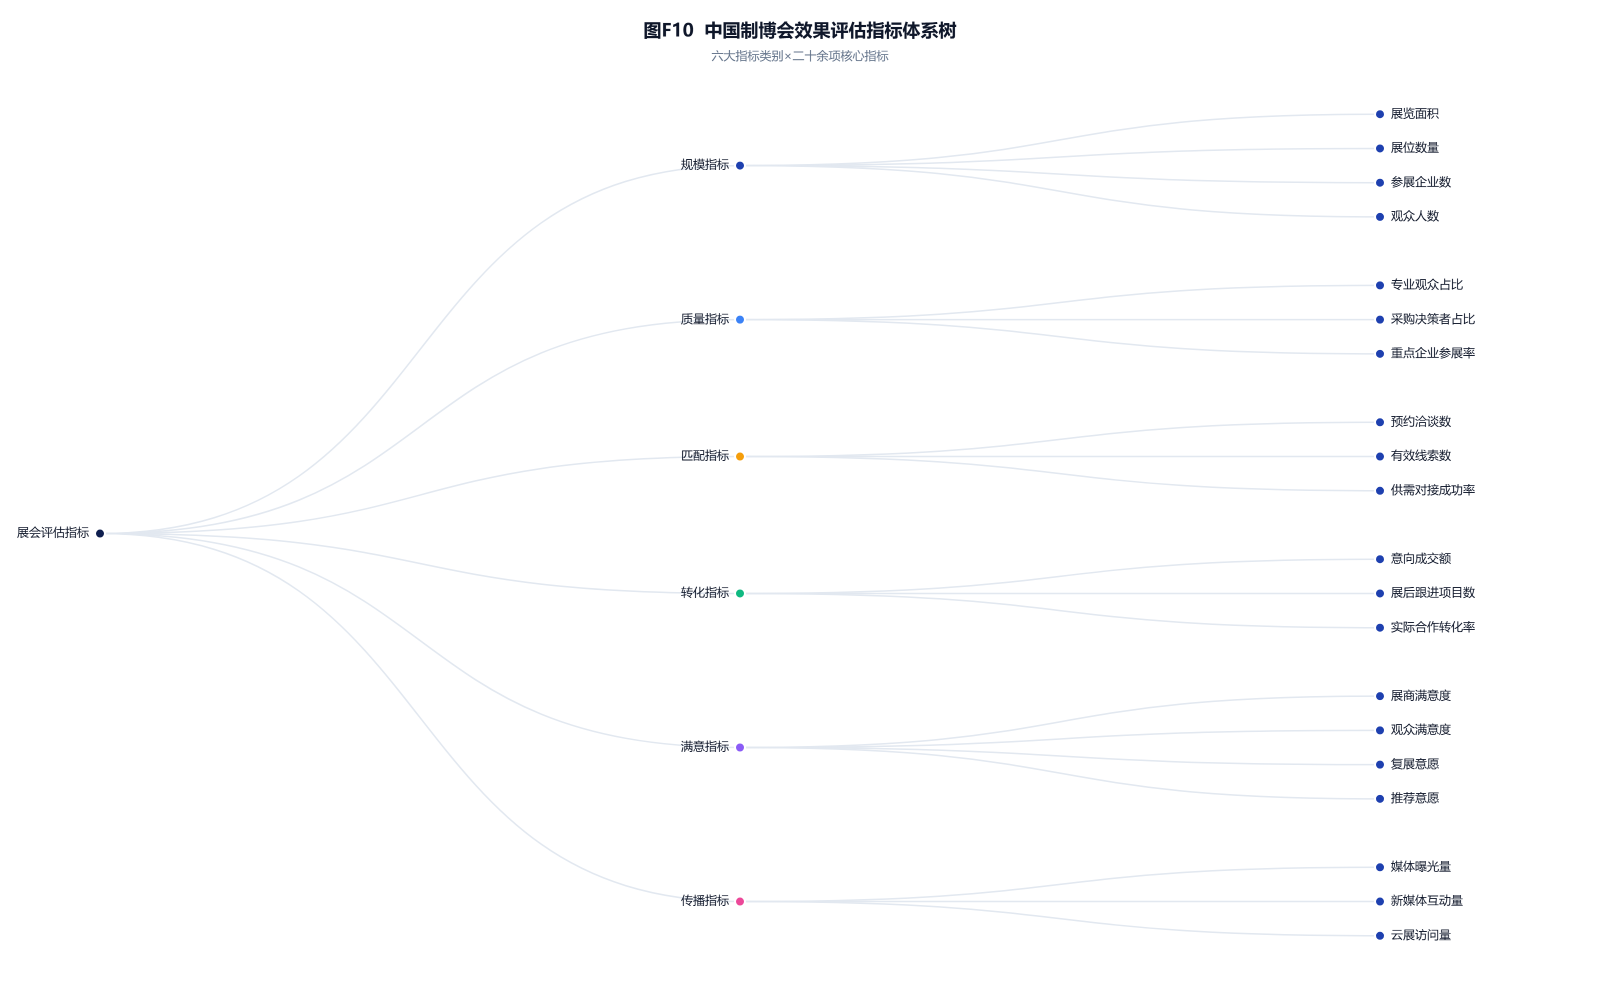 图F10 中国制博会效果评估指标体系树
六大指标类别×二十余项核心指标
展会评估指标
规模指标
展览面积
展位数量
参展企业数
观众人数
质量指标
专业观众占比
采购决策者占比
重点企业参展率
匹配指标
预约洽谈数
有效线索数
供需对接成功率
转化指标
意向成交额
展后跟进项目数
实际合作转化率
满意指标
展商满意度
观众满意度
复展意愿
推荐意愿
传播指标
媒体曝光量
新媒体互动量
云展访问量